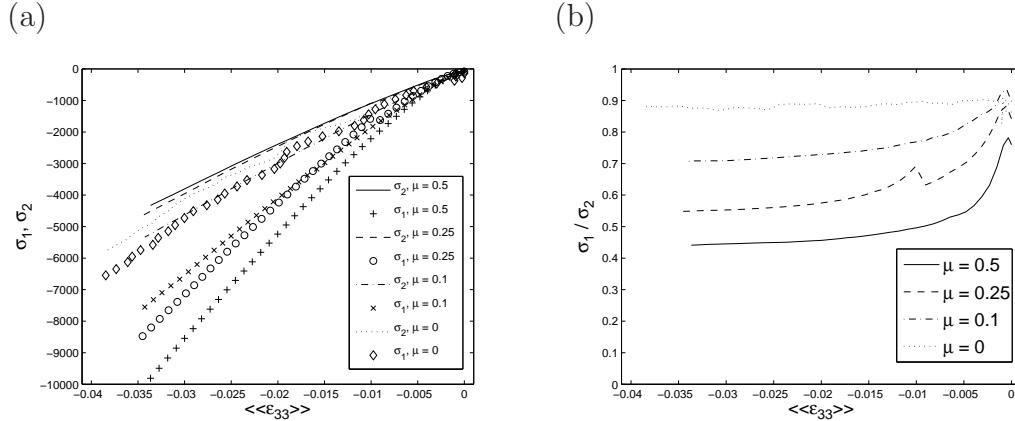 (a)
0
−1000
−2000
−3000
−4000
−5000
−6000
−7000
−8000
−9000
−10000
σ1, σ2
−0.04 −0.035 −0.03 −0.025 −0.02 −0.015 −0.01 −0.005 0
<<ε33>>
σ2, μ = 0.5
σ1, μ = 0.5
σ2, μ = 0.25
σ1, μ = 0.25
σ2, μ = 0.1
σ1, μ = 0.1
σ2, μ = 0
σ1, μ = 0
(b)
1
0.9
0.8
0.7
0.6
0.5
0.4
0.3
0.2
0.1
0
σ1 / σ2
−0.04 −0.035 −0.03 −0.025 −0.02 −0.015 −0.01 −0.005 0
<<ε33>>
μ = 0.5
μ = 0.25
μ = 0.1
μ = 0